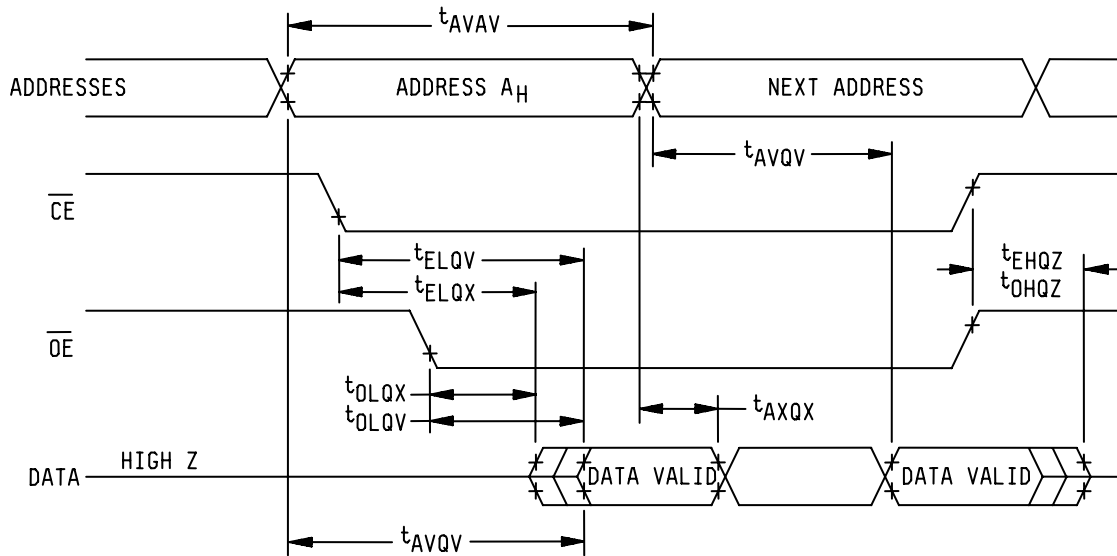 tAVAV
ADDRESSES
ADDRESS AH
NEXT ADDRESS
tAVQV
CE
tELQV
tELQX
tEHQZ
tOHQZ
OE
tOLQX
tOLQV
tAXQX
DATA
HIGH Z
DATA VALID
DATA VALID
tAVQV